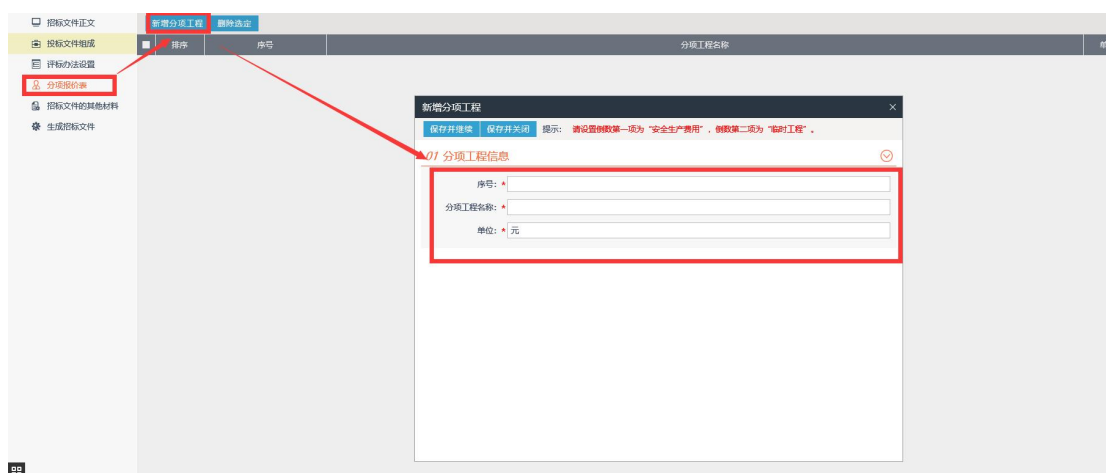 招标文件正文
投标文件组成
评标办法设置
分项报价表
招标文件的其他材料
生成招标文件
新增分项工程 删除选定
排序 序号 分项工程名称
新增分项工程 ×
保存并继续 保存并关闭 提示: 请设置倒数第一项为 "安全生产费用" , 倒数第二项为 "临时工程" 。
01 分项工程信息
序号: *
分项工程名称: *
单位: * 元